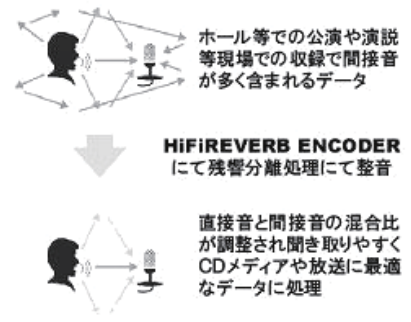 ホール等での公演や演説
等現場での収録で間接音
が多く含まれるデータ
HiFiREVERB ENCODER
にて残響分離処理にて整音
直接音と間接音の混合比
が調整され聞き取りやすく
CDメディアや放送に最適
なデータに処理